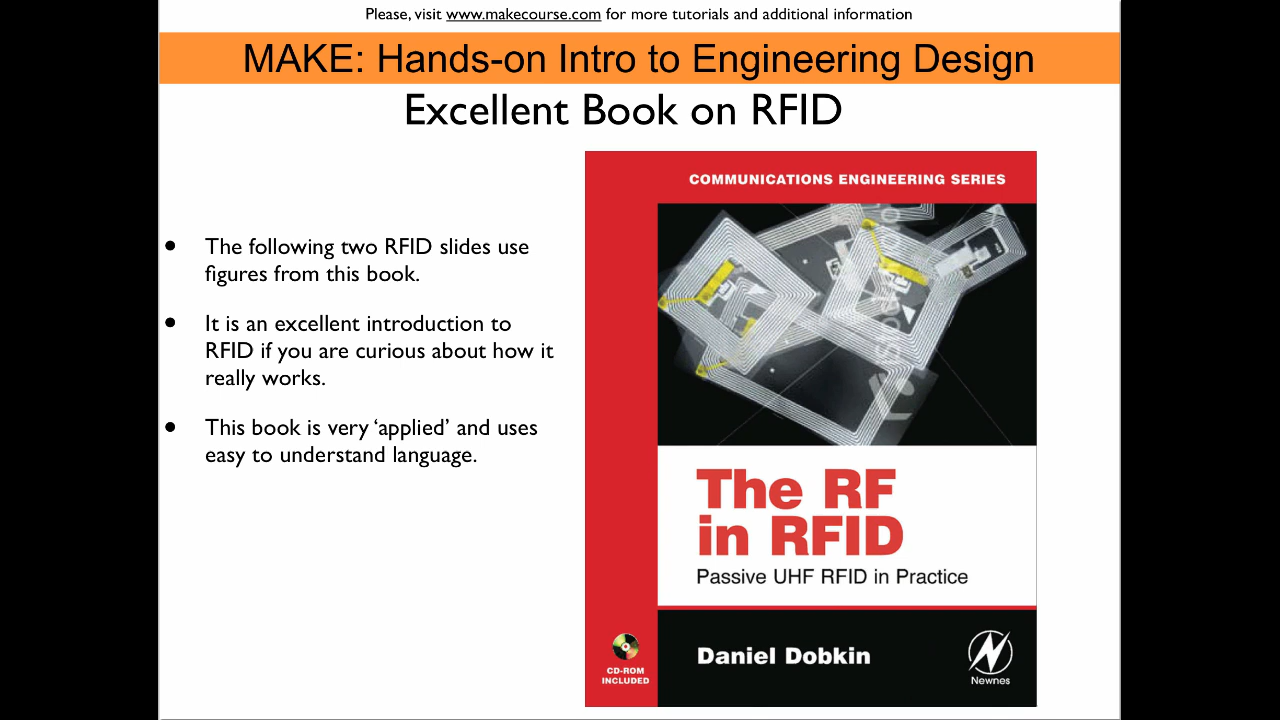 Please, visit www.makecourse.com for more tutorials and additional information
MAKE: Hands-on Intro to Engineering Design
Excellent Book on RFID
• The following two RFID slides use
figures from this book.
• It is an excellent introduction to
RFID if you are curious about how it
really works.
• This book is very ‘applied’ and uses
easy to understand language.
COMMUNICATIONS ENGINEERING SERIES
The RF
in RFID
Passive UHF RFID in Practice
Daniel Dobkin
CD-ROM
INCLUDED
Newnes